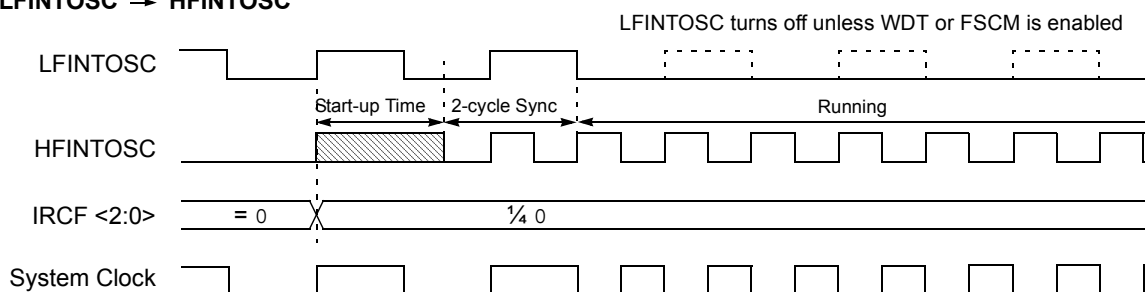 LFINTOSC → HFINTOSC
LFINTOSC turns off unless WDT or FSCM is enabled
LFINTOSC
Start-up Time 2-cycle Sync Running
HFINTOSC
IRCF <2:0> = 0 ¼ 0
System Clock